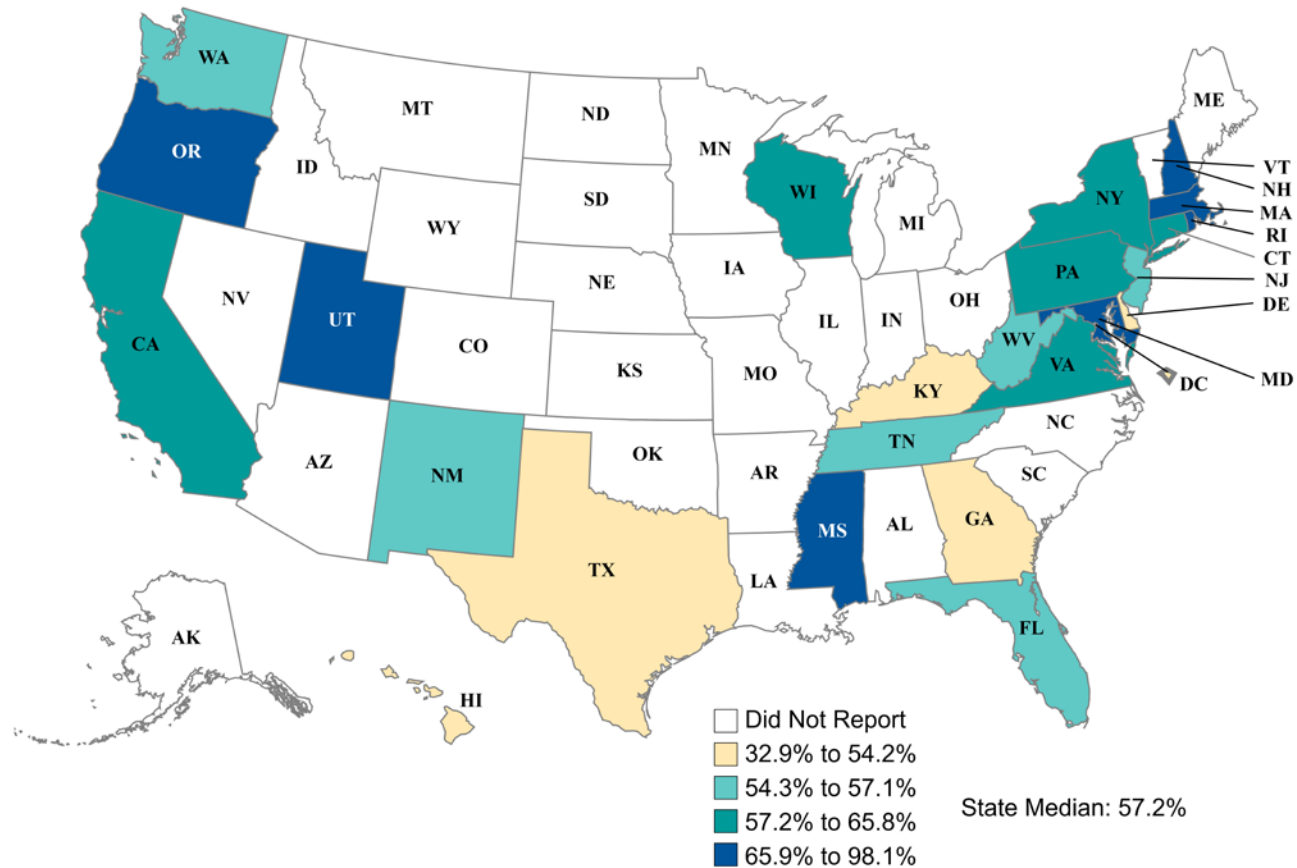 WA
MT
ND
MN
ME
OR
ID
SD
WI
MI
NY
VT
NH
MA
RI
CT
NJ
DE
WY
IA
NE
PA
OH
NV
UT
CO
IL
IN
WV
MD
DC
CA
KS
MO
KY
VA
NC
TN
AZ
NM
OK
AR
SC
MS
AL
GA
TX
LA
FL
AK
HI
Did Not Report
32.9% to 54.2%
54.3% to 57.1%
57.2% to 65.8%
65.9% to 98.1%
State Median: 57.2%